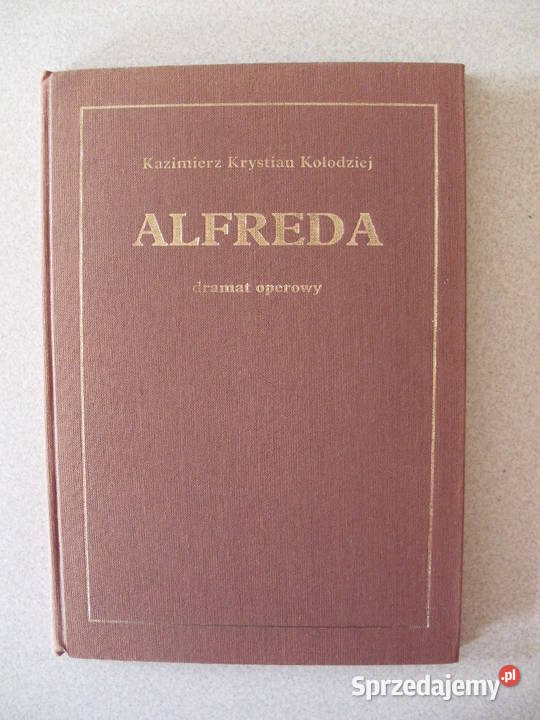 Kazimierz Krystian Kołodziej
ALFREDA
dramat operowy
Sprzedajemy.pl